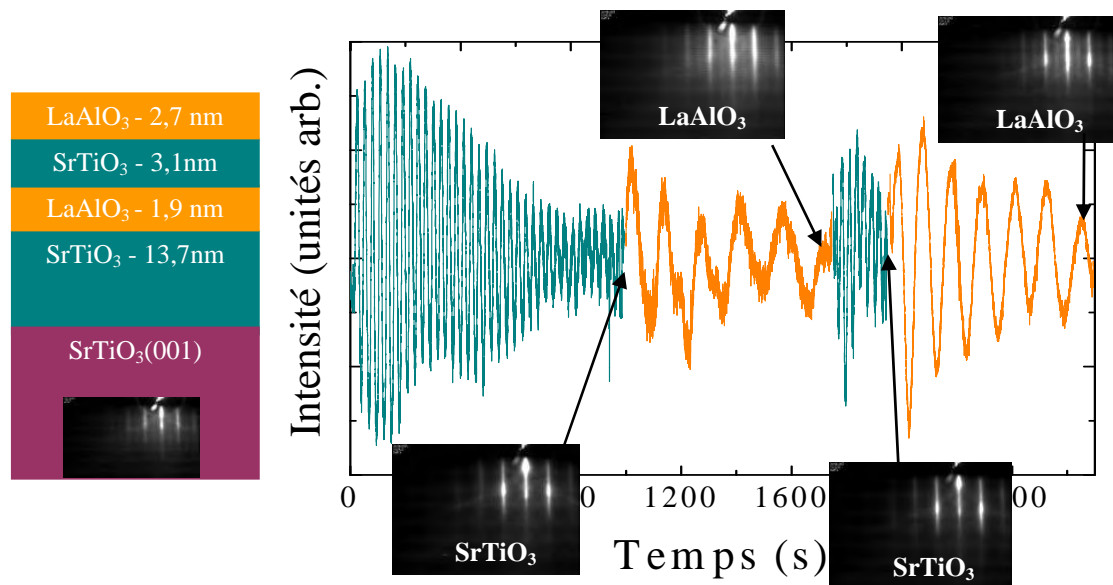 LaAlO₃ - 2,7 nm
SrTiO₃ - 3,1nm
LaAlO₃ - 1,9 nm
SrTiO₃ - 13,7nm
SrTiO₃(001)
Intensité (unités arb.)
LaAlO₃
LaAlO₃
SrTiO₃
SrTiO₃
0
1200
1600
Temps (s)